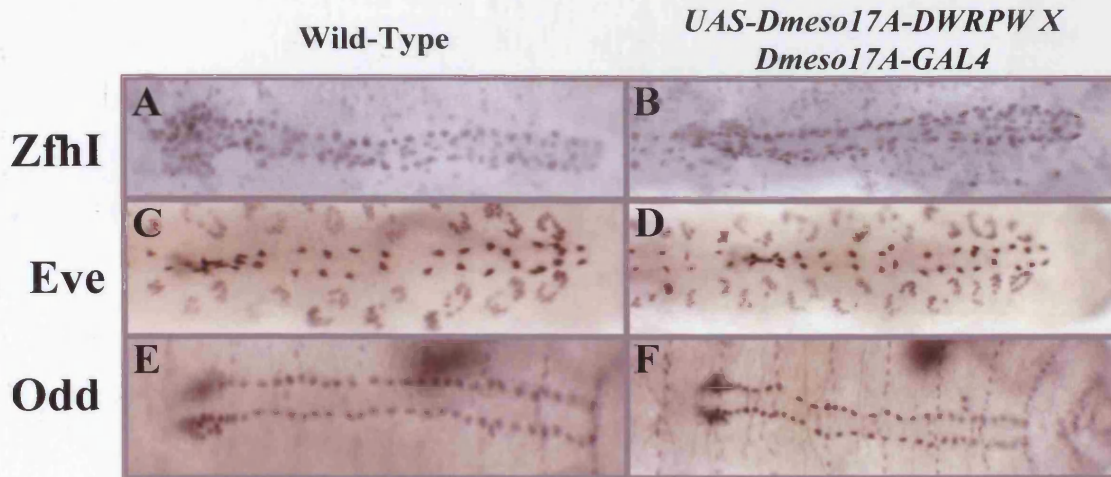 Wild-Type
UAS-Dmeso17A-DWRPW X
Dmeso17A-GAL4
ZfhI
A
B
Eve
C
D
Odd
E
F